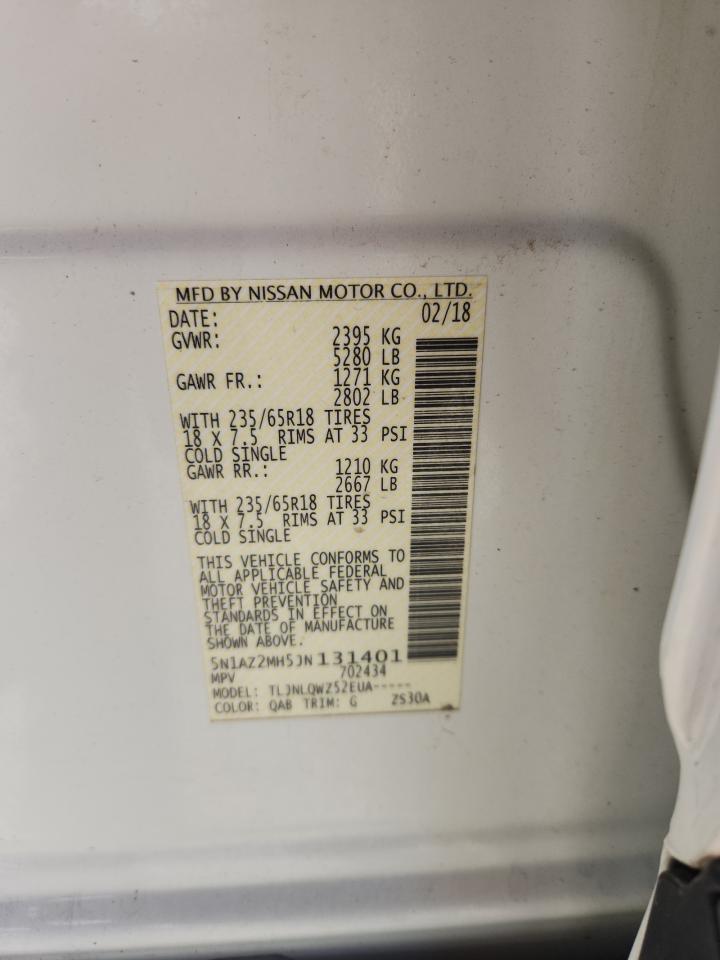 MFD BY NISSAN MOTOR CO., LTD.
DATE: 02/18
GVWR: 2395 KG
5280 LB
GAWR FR.: 1271 KG
2802 LB
WITH 235/65R18 TIRES
18 X 7.5 RIMS AT 33 PSI
COLD SINGLE
GAWR RR.: 1210 KG
2667 LB
WITH 235/65R18 TIRES
18 X 7.5 RIMS AT 33 PSI
COLD SINGLE
THIS VEHICLE CONFORMS TO
ALL APPLICABLE FEDERAL
MOTOR VEHICLE SAFETY AND
THEFT PREVENTION
STANDARDS IN EFFECT ON
THE DATE OF MANUFACTURE
SHOWN ABOVE.
5N1AZ2MH5JN131401
MPV 702434
MODEL: TLJNLQWZ52EUA-----
COLOR: QAB TRIM: G ZS30A